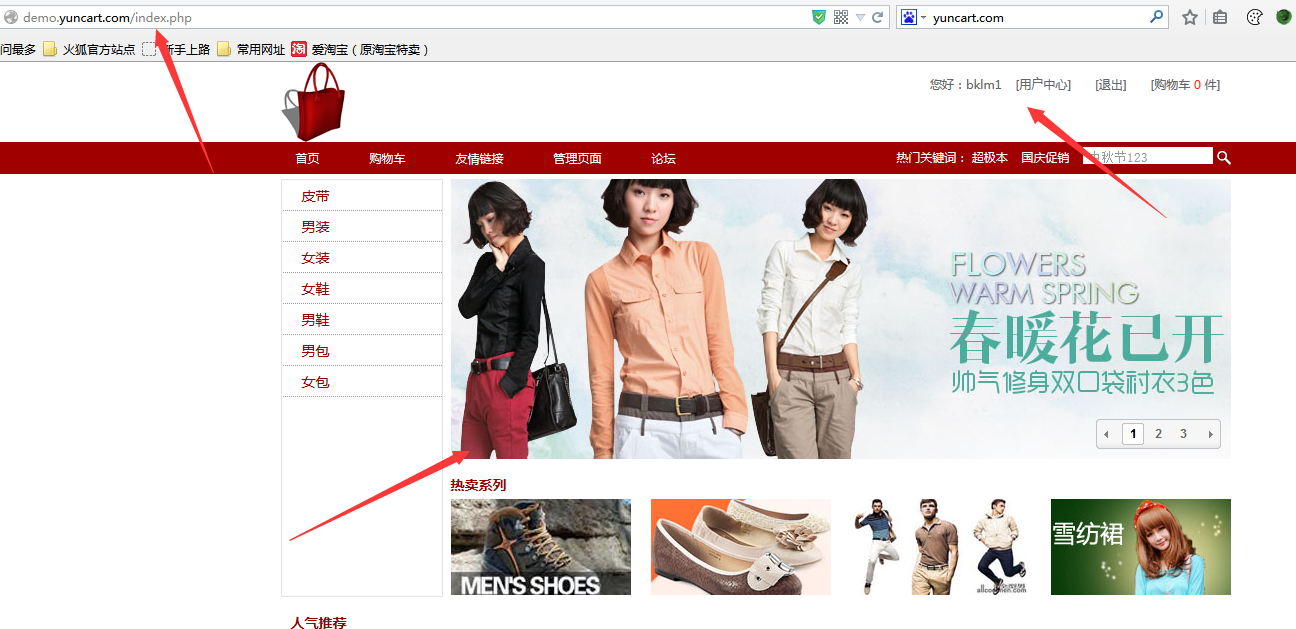 demo.yuncart.com/index.php
yuncart.com
问最多 火狐官方站点 新手上路 常用网址 淘 爱淘宝（原淘宝特卖）
您好：bklm1 [用户中心] [退出] [购物车 0 件]
首页 购物车 友情链接 管理页面 论坛 热门关键词： 超极本 国庆促销 中秋节123
皮带
男装
女装
女鞋
男鞋
男包
女包
FLOWERS
WARM SPRING
春暖花已开
帅气修身双口袋衬衣3色
1 2 3
热卖系列
MEN'S SHOES
雪纺裙
人气推荐